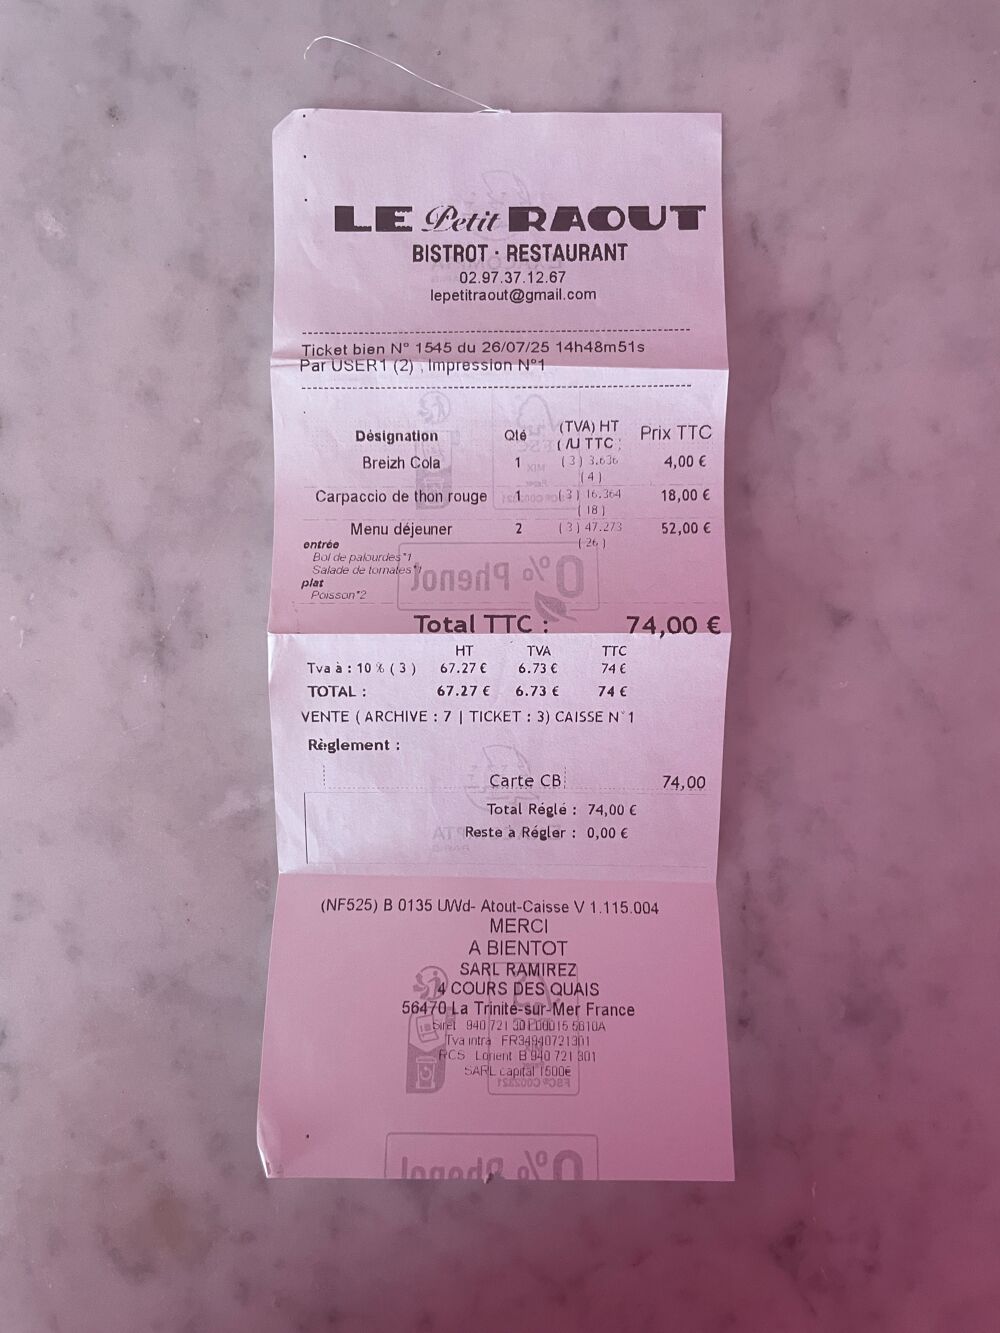 LE Petit RAOUT
BISTROT · RESTAURANT
02.97.37.12.67
lepetitraout@gmail.com
Ticket bien N° 1545 du 26/07/25 14h48m51s
Par USER1 (2) , Impression N°1
Désignation Qté (TVA) HT Prix TTC
( /U TTC )
Breizh Cola 1 (3) 3.636 4,00 €
(4)
Carpaccio de thon rouge 1 (3) 16.364 18,00 €
(18)
Menu déjeuner 2 (3) 47.273 52,00 €
entrée (26)
Bol de palourdes*1
Salade de tomates*1
plat
Poisson*2
0% Phenol
Total TTC : 74,00 €
HT TVA TTC
Tva à : 10 % ( 3 ) 67.27 € 6.73 € 74 €
TOTAL : 67.27 € 6.73 € 74 €
VENTE ( ARCHIVE : 7 | TICKET : 3) CAISSE N°1
Règlement :
Carte CB 74,00
Total Réglé : 74,00 €
Reste à Régler : 0,00 €
(NF525) B 0135 UWd- Atout-Caisse V 1.115.004
MERCI
A BIENTOT
SARL RAMIREZ
4 COURS DES QUAIS
56470 La Trinité-sur-Mer France
Siret 940 721 301 00015 5610A
Tva intra FR34940721301
RCS Lorient B 940 721 301
SARL capital 1500€
FSC® C002321
0% Phenol